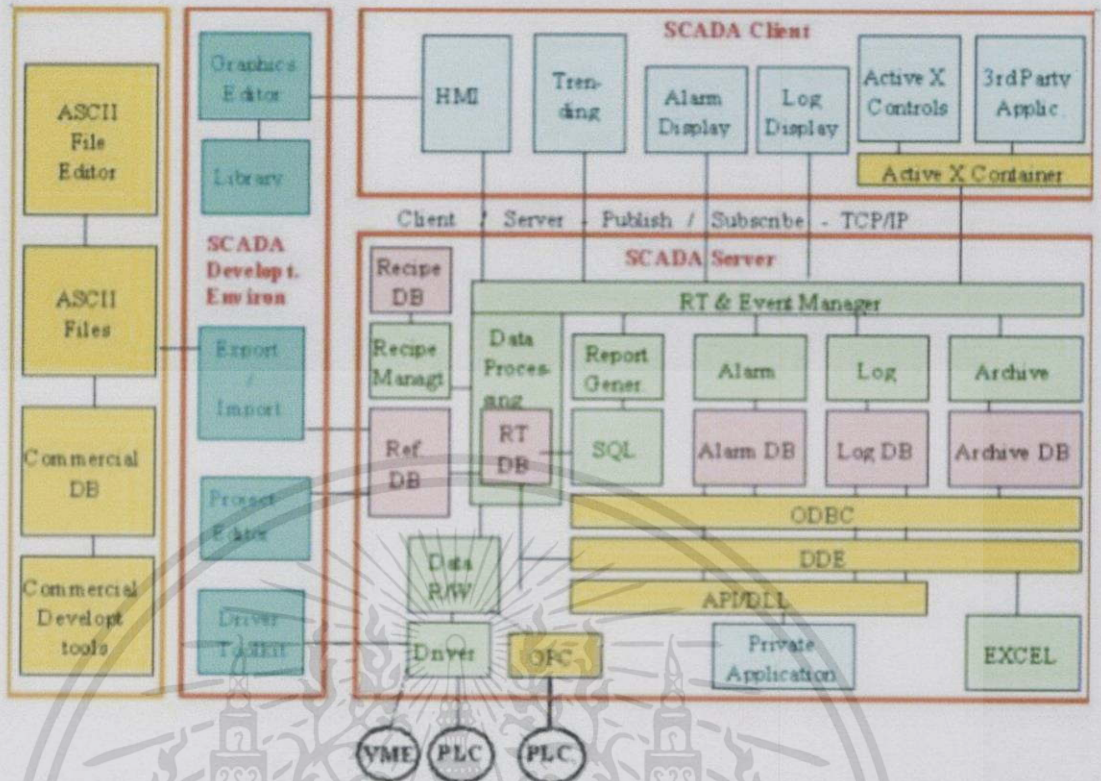 ASCII
File
Editor
ASCII
Files
Commercial
DB
Commercial
Developt
tools
Graphics
Editor
Library
SCADA
Developt.
Environ
Export
/
Import
Project
Editor
Driver
Toolkit
SCADA Client
HMI
Tren-
ding
Alarm
Display
Log
Display
Active X
Controls
3rd Party
Applic.
Active X Container
Client / Server - Publish / Subscribe - TCP/IP
SCADA Server
Recipe
DB
RT & Event Manager
Recipe
Managt
Data
Proces-
sing
Report
Gener.
Alarm
Log
Archive
Ref.
DB
RT
DB
SQL
Alarm DB
Log DB
Archive DB
ODBC
DDE
Data
R/W
API/DLL
Driver
OPC
Private
Application
EXCEL
VME
PLC
PLC